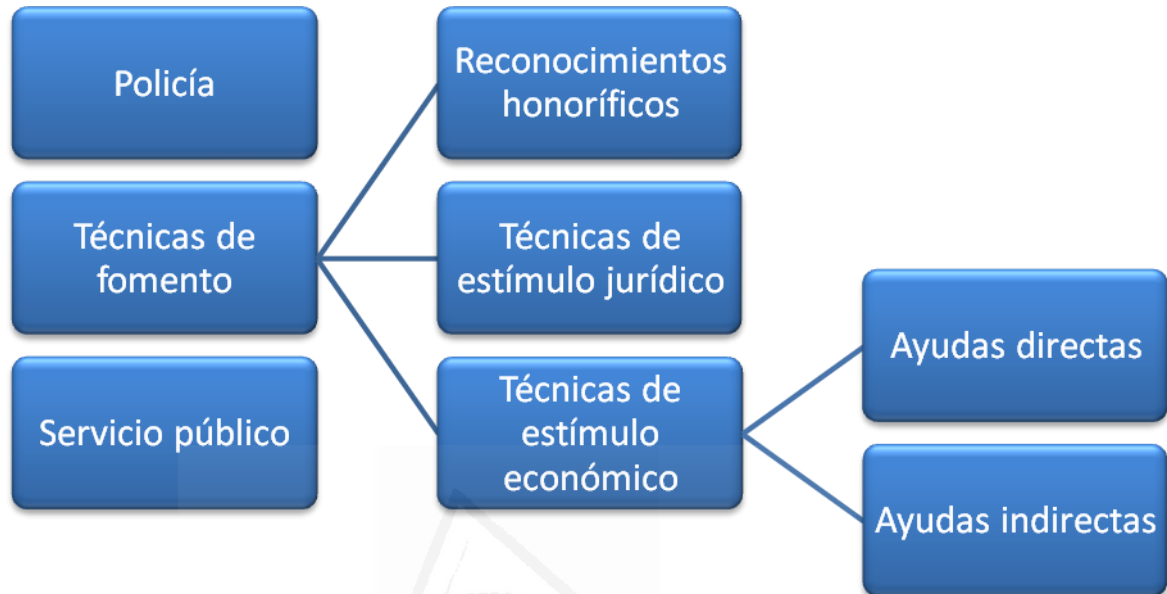 Policía
Técnicas de
fomento
Servicio público
Reconocimientos
honoríficos
Técnicas de
estímulo jurídico
Técnicas de
estímulo
económico
Ayudas directas
Ayudas indirectas